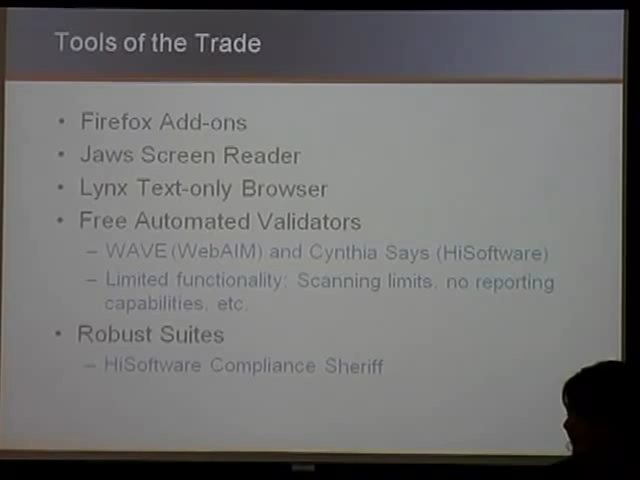 Tools of the Trade
• Firefox Add-ons
• Jaws Screen Reader
• Lynx Text-only Browser
• Free Automated Validators
– WAVE (WebAIM) and Cynthia Says (HiSoftware)
– Limited functionality: Scanning limits, no reporting
capabilities, etc.
• Robust Suites
– HiSoftware Compliance Sheriff